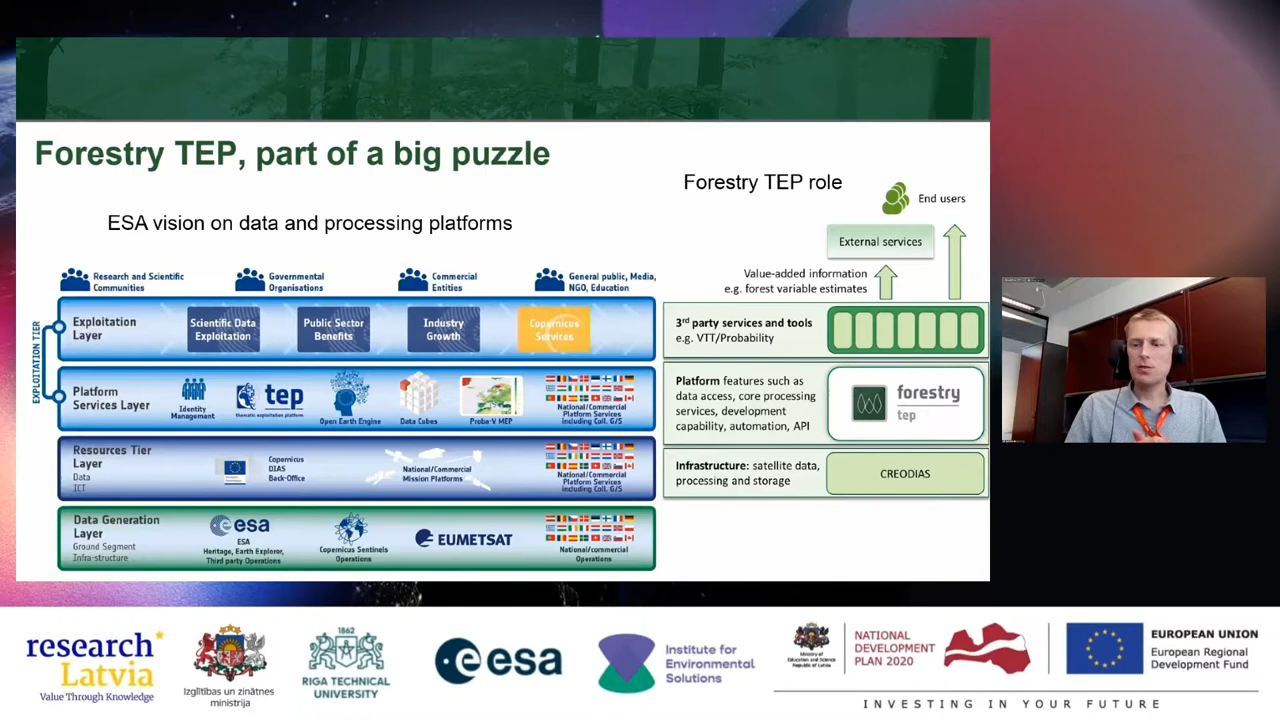 Forestry TEP, part of a big puzzle
ESA vision on data and processing platforms
Research and Scientific
Communities
Governmental
Organisations
Commercial
Entities
General public, Media,
NGO, Education
EXPLOITATION TIER
Exploitation
Layer
Scientific Data
Exploitation
Public Sector
Benefits
Industry
Growth
Copernicus
Services
Platform
Services Layer
Identity
Management
tep
thematic exploitation platform
Open Earth Engine
Data Cubes
Proba-V MEP
National/Commercial
Platform Services
including Coll. G/S
Resources Tier
Layer
Data
ICT
Copernicus
DIAS
Back-Office
National/Commercial
Mission Platforms
National/Commercial
Platform Services
including Coll. G/S
Data Generation
Layer
Ground Segment
Infra-structure
esa
ESA
Heritage, Earth Explorer,
Third party Operations
Copernicus Sentinels
Operations
EUMETSAT
National/commercial
Operations
Forestry TEP role
End users
External services
Value-added information
e.g. forest variable estimates
3rd party services and tools
e.g. VTT/Probability
Platform features such as
data access, core processing
services, development
capability, automation, API
forestry
tep
Infrastructure: satellite data,
processing and storage
CREODIAS
research
Latvia
Value Through Knowledge
Izglītības un zinātnes
ministrija
1862
RIGA TECHNICAL
UNIVERSITY
esa
Institute for
Environmental
Solutions
Ministry of
Education and Science
Republic of Latvia
NATIONAL
DEVELOPMENT
PLAN 2020
EUROPEAN UNION
European Regional
Development Fund
INVESTING IN YOUR FUTURE